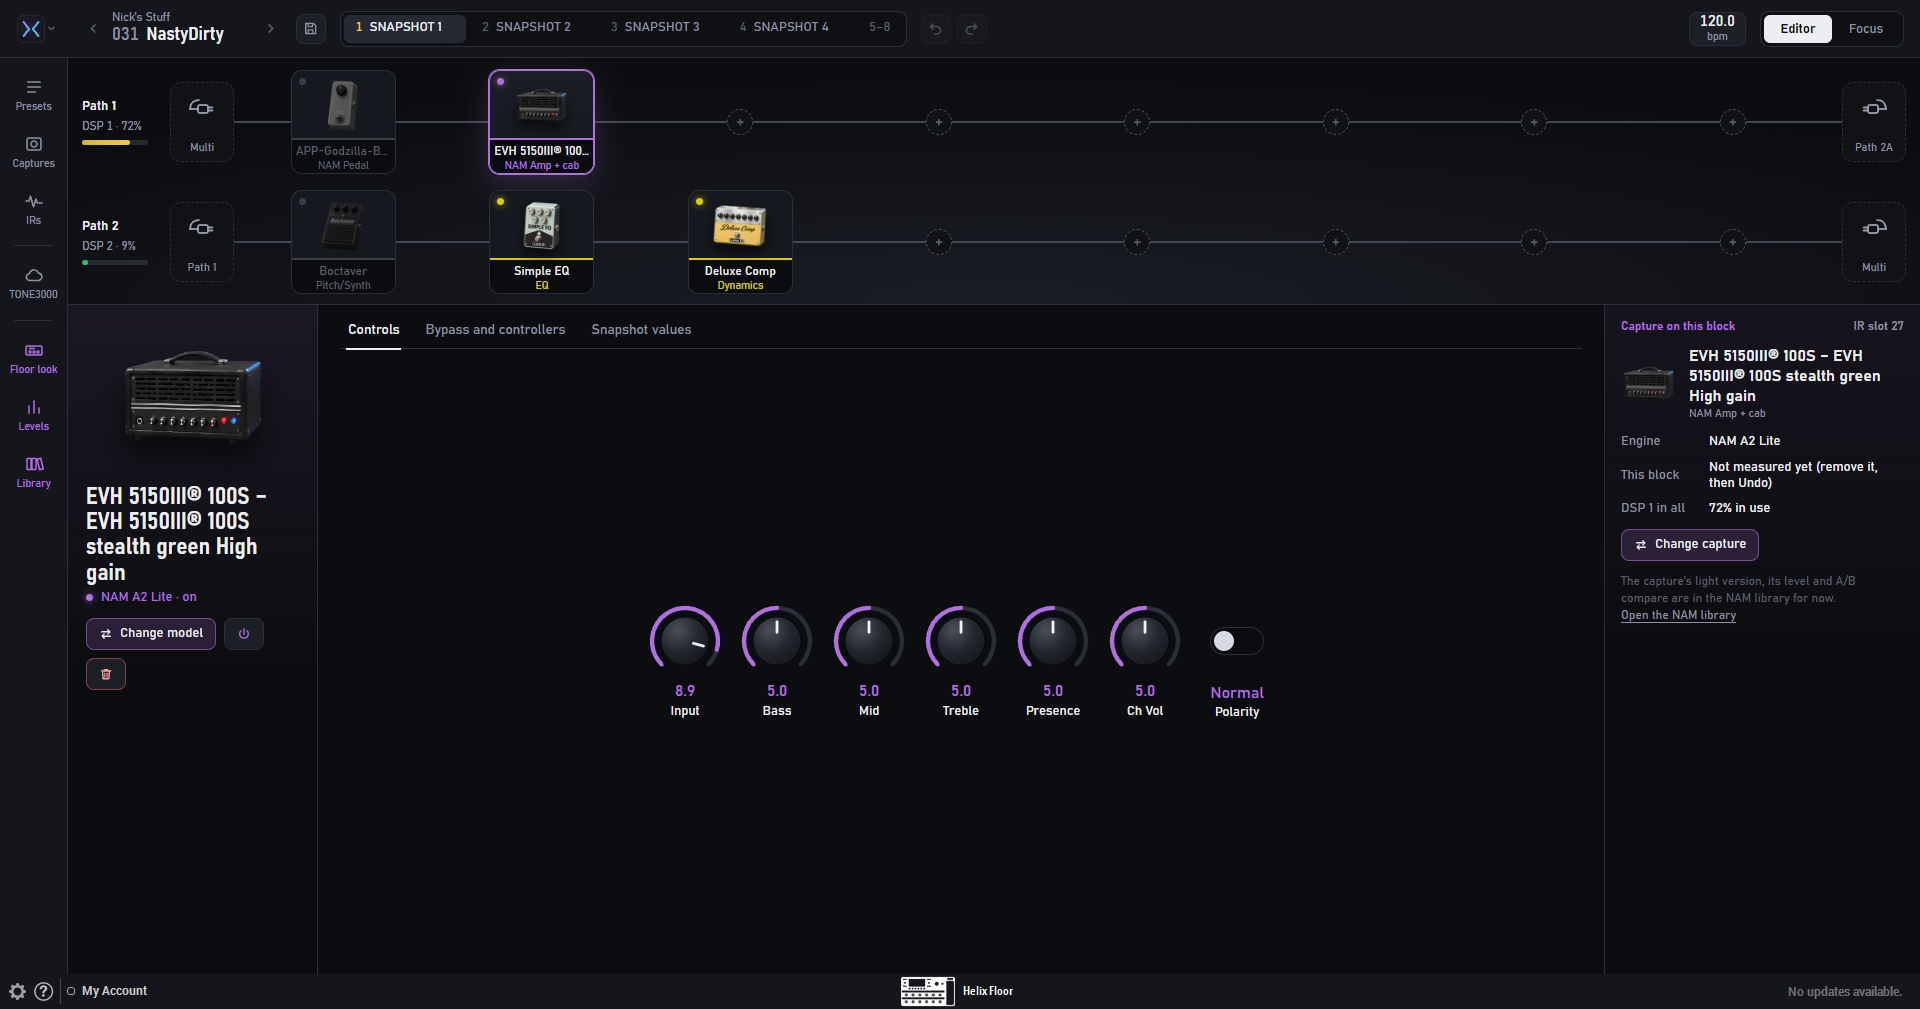 Nick's Stuff
031 NastyDirty
1 SNAPSHOT 1
2 SNAPSHOT 2
3 SNAPSHOT 3
4 SNAPSHOT 4
5-8
120.0
bpm
Editor
Focus
Presets
Captures
IRs
TONE3000
Floor look
Levels
Library
Path 1
DSP 1 · 72%
Multi
APP-Godzilla-B...
NAM Pedal
EVH 5150III® 100...
NAM Amp + cab
Path 2A
Path 2
DSP 2 · 9%
Path 1
Boctaver
Boctaver
Pitch/Synth
SIMPLE EQ
Simple EQ
EQ
Deluxe Comp
Deluxe Comp
Dynamics
Multi
EVH 5150III® 100S –
EVH 5150III® 100S
stealth green High
gain
NAM A2 Lite · on
Change model
Controls
Bypass and controllers
Snapshot values
8.9
Input
5.0
Bass
5.0
Mid
5.0
Treble
5.0
Presence
5.0
Ch Vol
Normal
Polarity
Capture on this block
IR slot 27
EVH 5150III® 100S – EVH
5150III® 100S stealth green
High gain
NAM Amp + cab
Engine
NAM A2 Lite
This block
Not measured yet (remove it,
then Undo)
DSP 1 in all
72% in use
Change capture
The capture's light version, its level and A/B
compare are in the NAM library for now.
Open the NAM library
My Account
Helix Floor
No updates available.